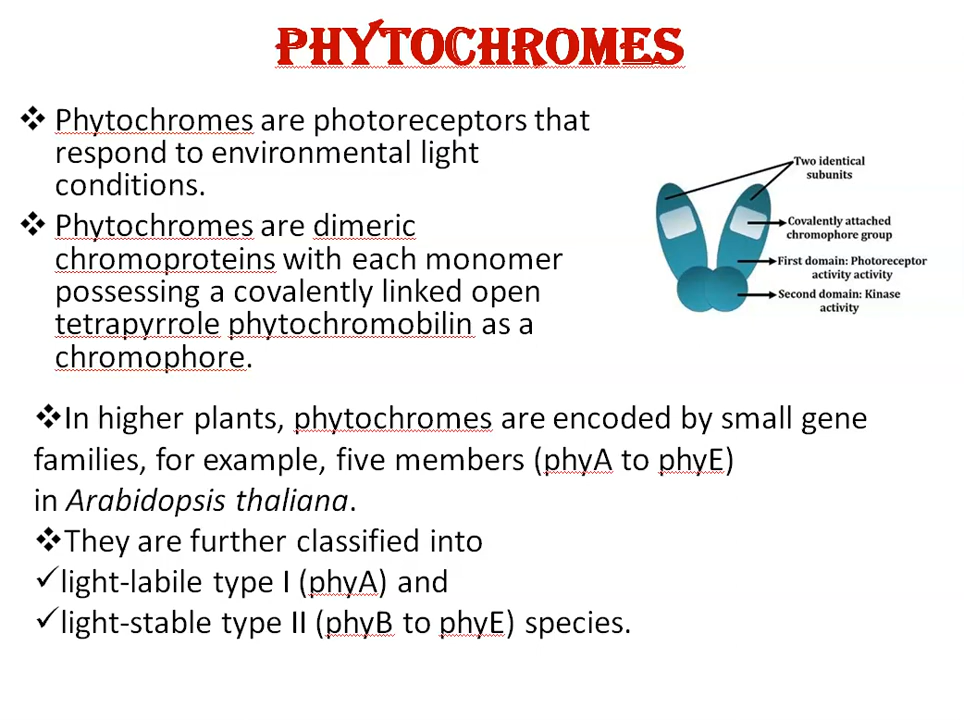 PHYTOCHROMES
❖ Phytochromes are photoreceptors that
respond to environmental light
conditions.
❖ Phytochromes are dimeric
chromoproteins with each monomer
possessing a covalently linked open
tetrapyrrole phytochromobilin as a
chromophore.
Two identical
subunits
Covalently attached
chromophore group
First domain: Photoreceptor
activity activity
Second domain: Kinase
activity
❖In higher plants, phytochromes are encoded by small gene
families, for example, five members (phyA to phyE)
in Arabidopsis thaliana.
❖They are further classified into
✓light-labile type I (phyA) and
✓light-stable type II (phyB to phyE) species.